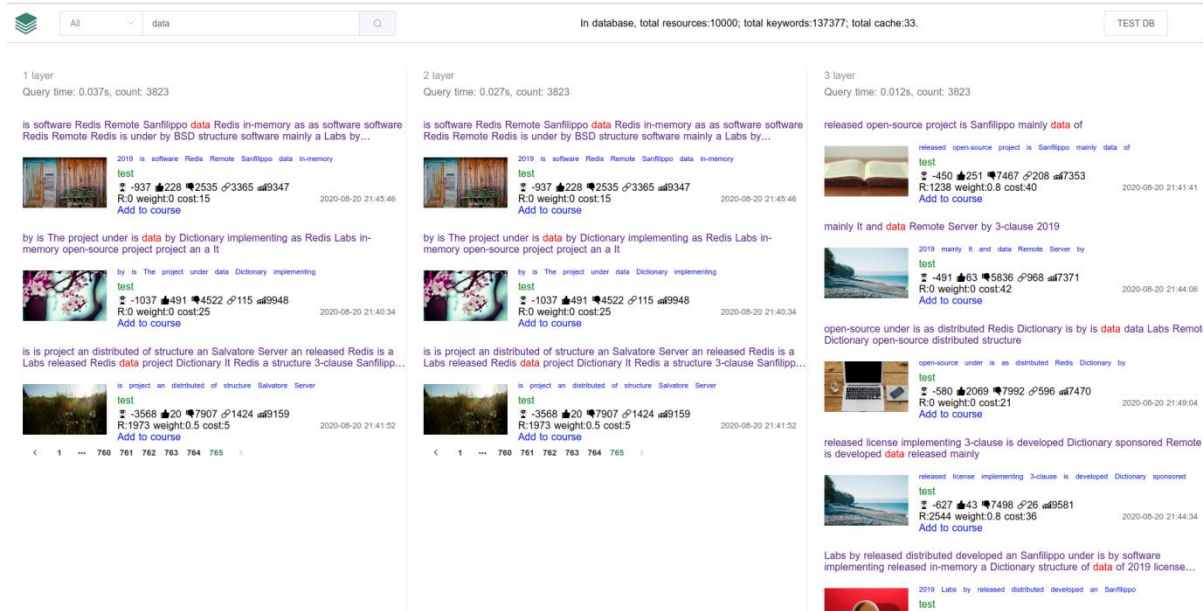 All data In database, total resources:10000; total keywords:137377; total cache:33. TEST DB
1 layer
Query time: 0.037s, count: 3823
is software Redis Remote Sanfilippo data Redis in-memory as as software software
Redis Remote Redis is under by BSD structure software mainly a Labs by…
2019 is software Redis Remote Sanfilippo data in-memory
test
-937 228 2535 3365 9347
R:0 weight:0 cost:15 2020-08-20 21:45:46
Add to course
by is The project under is data by Dictionary implementing as Redis Labs in-
memory open-source project project an a It
by is The project under data Dictionary implementing
test
-1037 491 4522 115 9948
R:0 weight:0 cost:25 2020-08-20 21:40:34
Add to course
is is project an distributed of structure an Salvatore Server an released Redis is a
Labs released Redis data project Dictionary It Redis a structure 3-clause Sanfilipp…
is project an distributed of structure Salvatore Server
test
-3568 20 7907 1424 9159
R:1973 weight:0.5 cost:5 2020-08-20 21:41:52
Add to course
< 1 ··· 760 761 762 763 764 765 >
2 layer
Query time: 0.027s, count: 3823
is software Redis Remote Sanfilippo data Redis in-memory as as software software
Redis Remote Redis is under by BSD structure software mainly a Labs by…
2019 is software Redis Remote Sanfilippo data in-memory
test
-937 228 2535 3365 9347
R:0 weight:0 cost:15 2020-08-20 21:45:46
Add to course
by is The project under is data by Dictionary implementing as Redis Labs in-
memory open-source project project an a It
by is The project under data Dictionary implementing
test
-1037 491 4522 115 9948
R:0 weight:0 cost:25 2020-08-20 21:40:34
Add to course
is is project an distributed of structure an Salvatore Server an released Redis is a
Labs released Redis data project Dictionary It Redis a structure 3-clause Sanfilipp…
is project an distributed of structure Salvatore Server
test
-3568 20 7907 1424 9159
R:1973 weight:0.5 cost:5 2020-08-20 21:41:52
Add to course
< 1 ··· 760 761 762 763 764 765 >
3 layer
Query time: 0.012s, count: 3823
released open-source project is Sanfilippo mainly data of
released open-source project is Sanfilippo mainly data of
test
-450 251 7467 208 7353
R:1238 weight:0.8 cost:40 2020-08-20 21:41:41
Add to course
mainly It and data Remote Server by 3-clause 2019
2019 mainly It and data Remote Server by
test
-491 63 5836 968 7371
R:0 weight:0 cost:42 2020-08-20 21:44:06
Add to course
open-source under is as distributed Redis Dictionary is by is data data Labs Remot
Dictionary open-source distributed structure
open-source under is as distributed Redis Dictionary by
test
-580 2069 7992 596 7470
R:0 weight:0 cost:21 2020-08-20 21:49:04
Add to course
released license implementing 3-clause is developed Dictionary sponsored Remote
is developed data released mainly
released license implementing 3-clause is developed Dictionary sponsored
test
-627 43 7498 26 9581
R:2544 weight:0.8 cost:36 2020-08-20 21:44:34
Add to course
Labs by released distributed developed an Sanfilippo under is by software
implementing released in-memory a Dictionary structure of data of 2019 license…
2019 Labs by released distributed developed an Sanfilippo
test